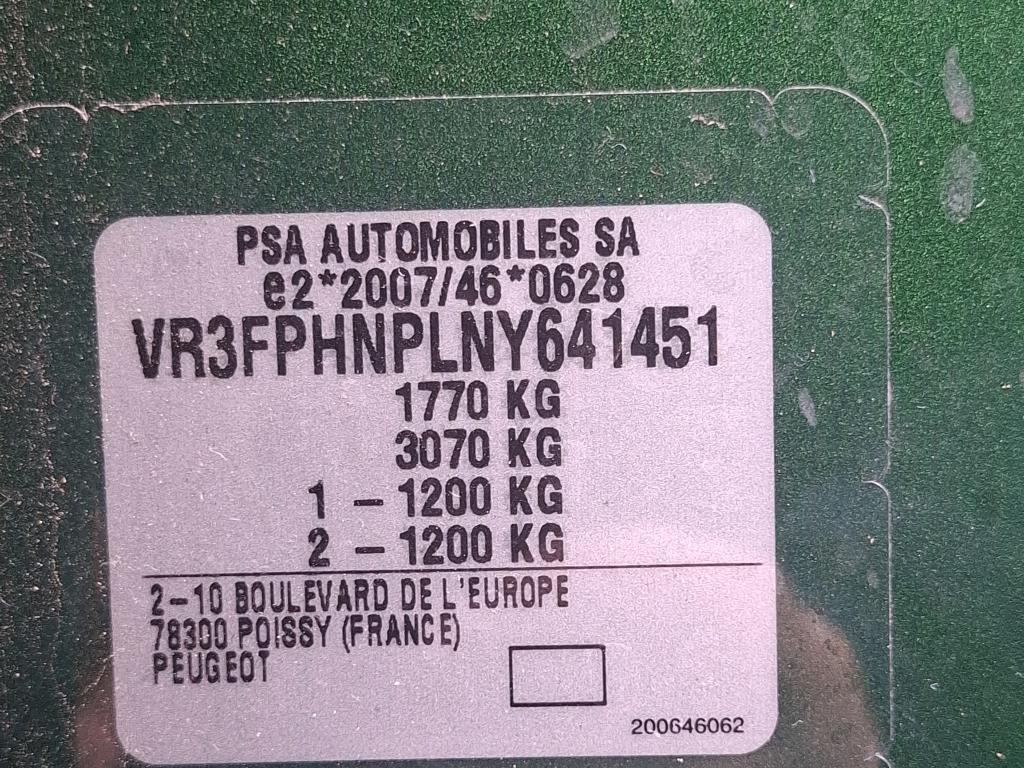 PSA AUTOMOBILES SA
e2*2007/46*0628
VR3FPHNPLNY641451
1770 KG
3070 KG
1 - 1200 KG
2 - 1200 KG
2-10 BOULEVARD DE L'EUROPE
78300 POISSY (FRANCE)
PEUGEOT
200646062